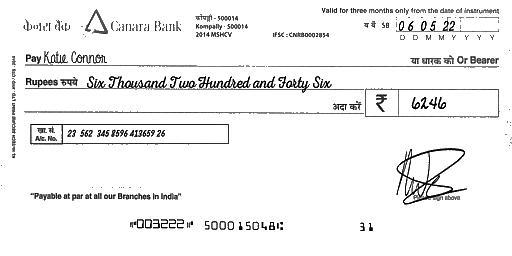 केनरा बैंक Canara Bank
कोंपल्ली - 500014
Kompally - 500014
2014 MSHCV
IFSC : CNRB0002854
Valid for three months only from the date of instrument
SB 06 05 22
D D M M Y Y Y Y
Pay Katie Connon या धारक को Or Bearer
Rupees रुपये Six Thousand Two Hundred and Forty Six
अदा करें ₹ 6246
खा. सं.
A/c. No. 23 562 345 8596 413659 26
"Payable at par at all our Branches in India"
sign above
⑈003222⑈ 500015048⑆ 31